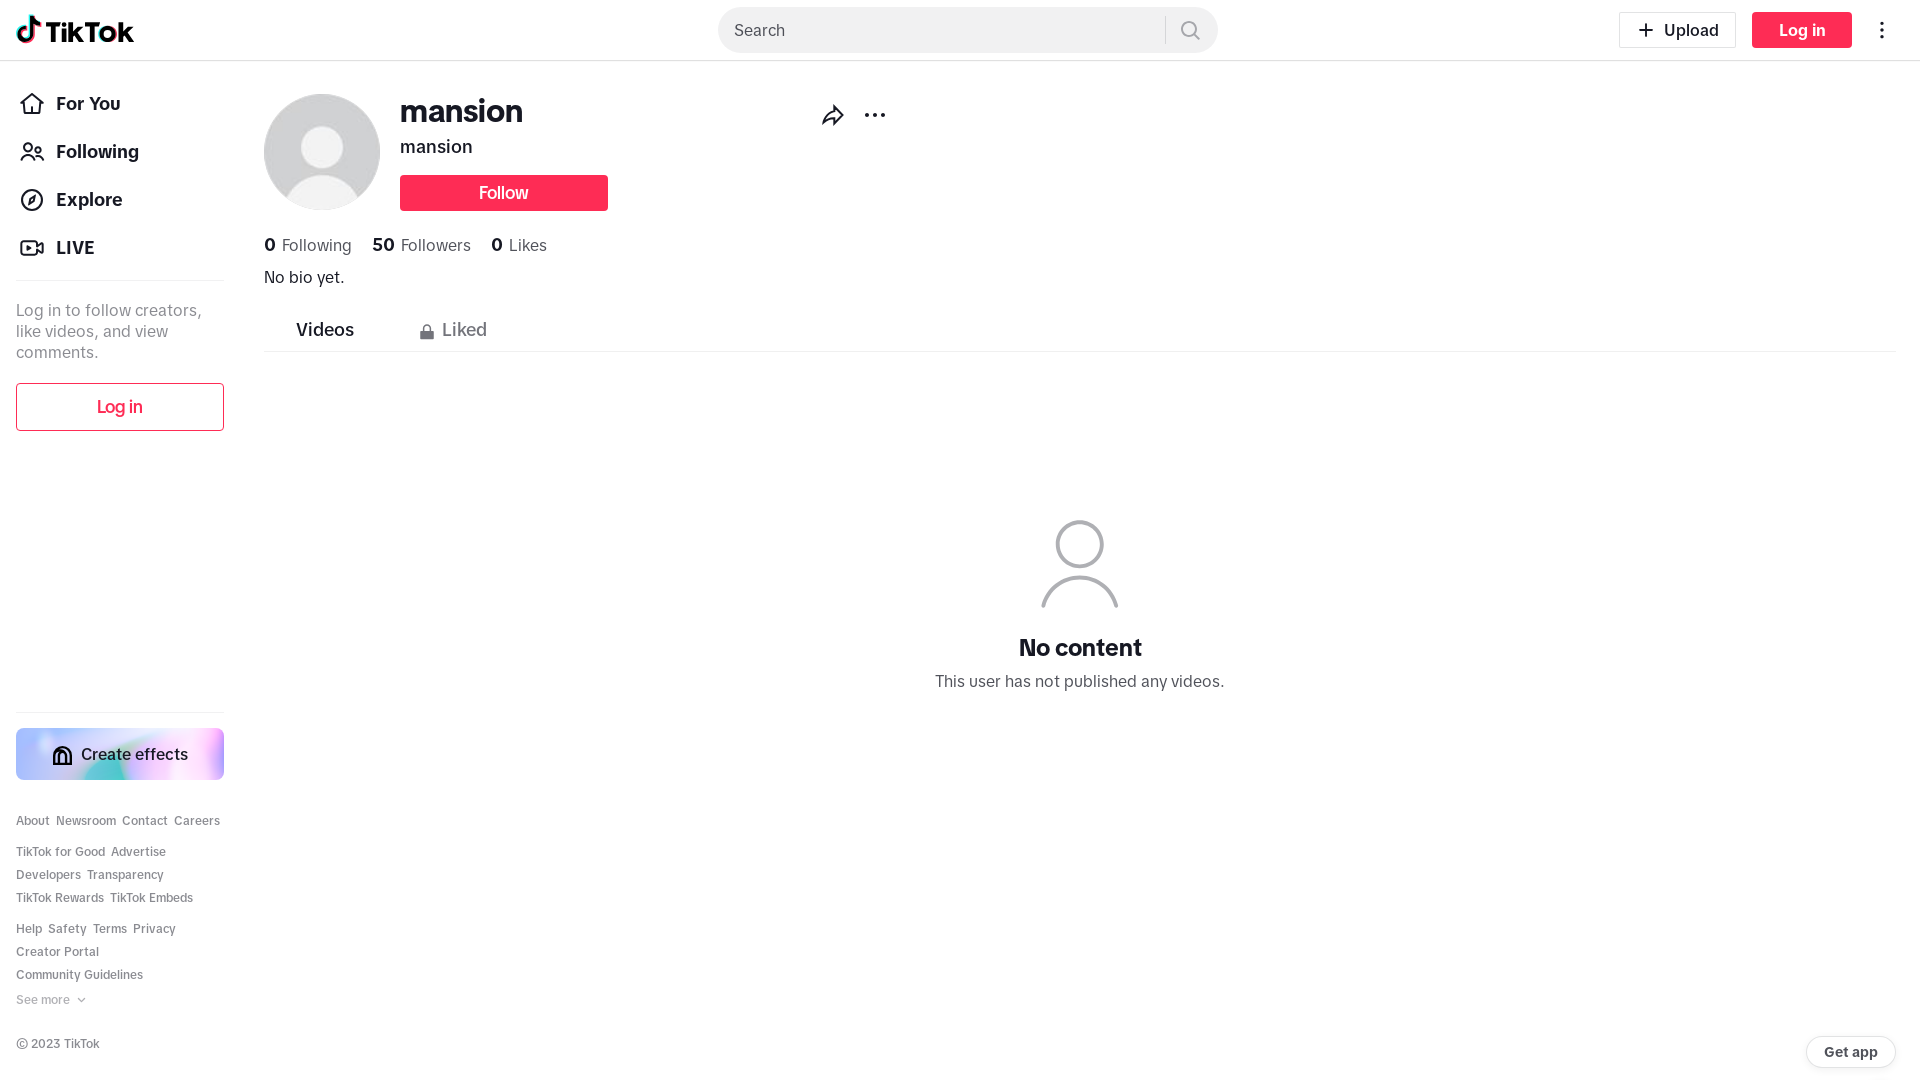 TikTok
Search
Upload
Log in
For You
Following
Explore
LIVE
Log in to follow creators,
like videos, and view
comments.
Log in
mansion
mansion
Follow
0 Following 50 Followers 0 Likes
No bio yet.
Videos Liked
No content
This user has not published any videos.
Create effects
About Newsroom Contact Careers
TikTok for Good Advertise
Developers Transparency
TikTok Rewards TikTok Embeds
Help Safety Terms Privacy
Creator Portal
Community Guidelines
See more
© 2023 TikTok
Get app